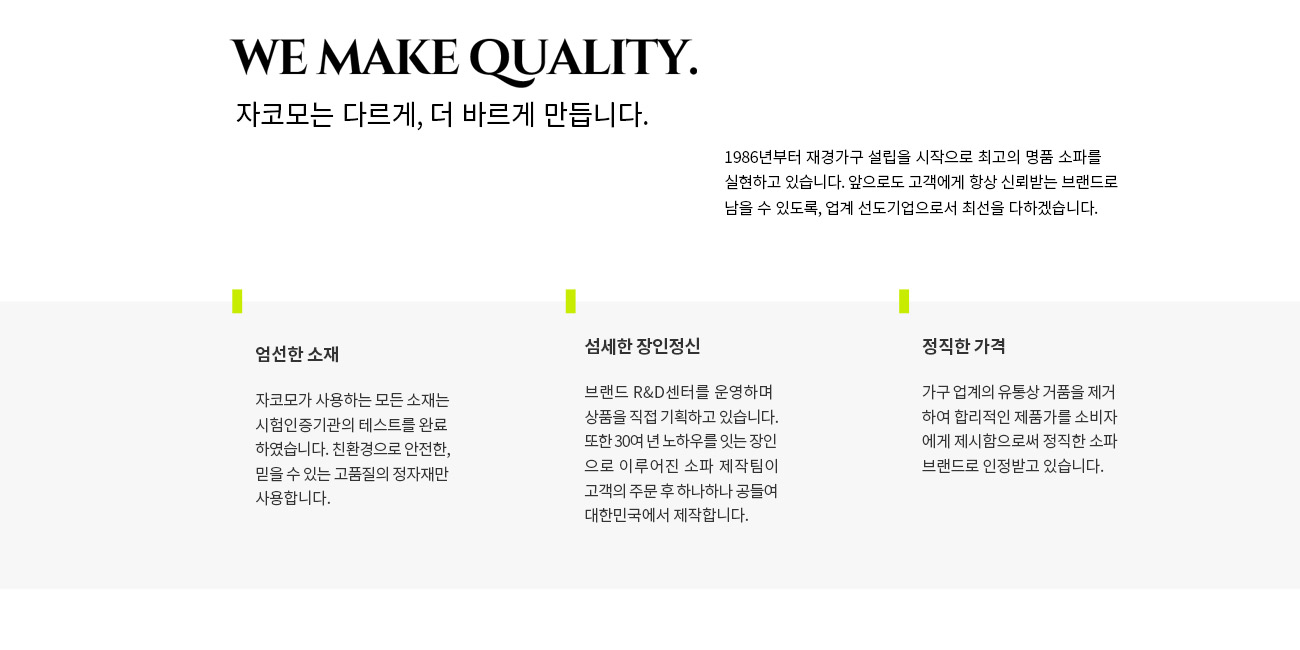 WE MAKE QUALITY.
자코모는 다르게, 더 바르게 만듭니다.
1986년부터 재경가구 설립을 시작으로 최고의 명품 소파를
실현하고 있습니다. 앞으로도 고객에게 항상 신뢰받는 브랜드로
남을 수 있도록, 업계 선도기업으로서 최선을 다하겠습니다.
엄선한 소재
자코모가 사용하는 모든 소재는
시험인증기관의 테스트를 완료
하였습니다. 친환경으로 안전한,
믿을 수 있는 고품질의 정자재만
사용합니다.
섬세한 장인정신
브랜드 R&D센터를 운영하며
상품을 직접 기획하고 있습니다.
또한 30여 년 노하우를 잇는 장인
으로 이루어진 소파 제작팀이
고객의 주문 후 하나하나 공들여
대한민국에서 제작합니다.
정직한 가격
가구 업계의 유통상 거품을 제거
하여 합리적인 제품가를 소비자
에게 제시함으로써 정직한 소파
브랜드로 인정받고 있습니다.